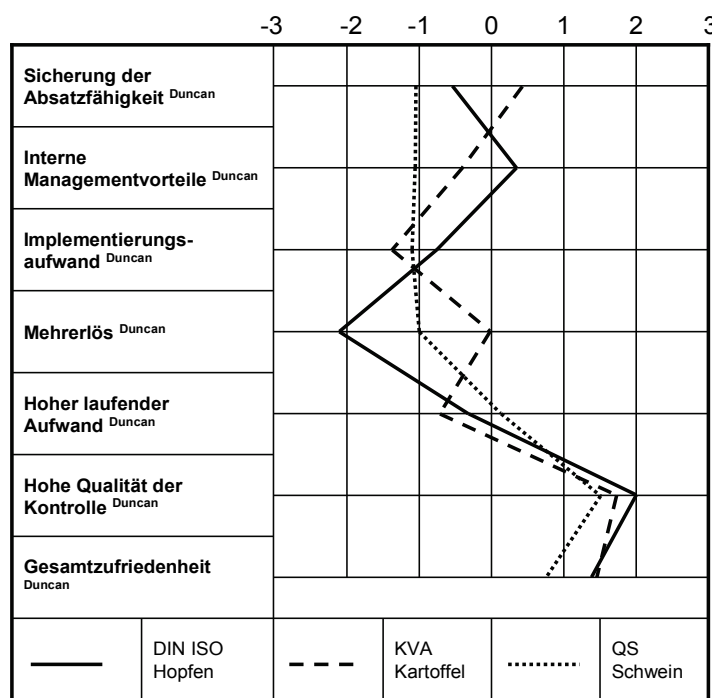 -3 -2 -1 0 1 2 3
Sicherung der
Absatzfähigkeit Duncan
Interne
Managementvorteile Duncan
Implementierungs-
aufwand Duncan
Mehrerlös Duncan
Hoher laufender
Aufwand Duncan
Hohe Qualität der
Kontrolle Duncan
Gesamtzufriedenheit
Duncan
DIN ISO
Hopfen
KVA
Kartoffel
QS
Schwein